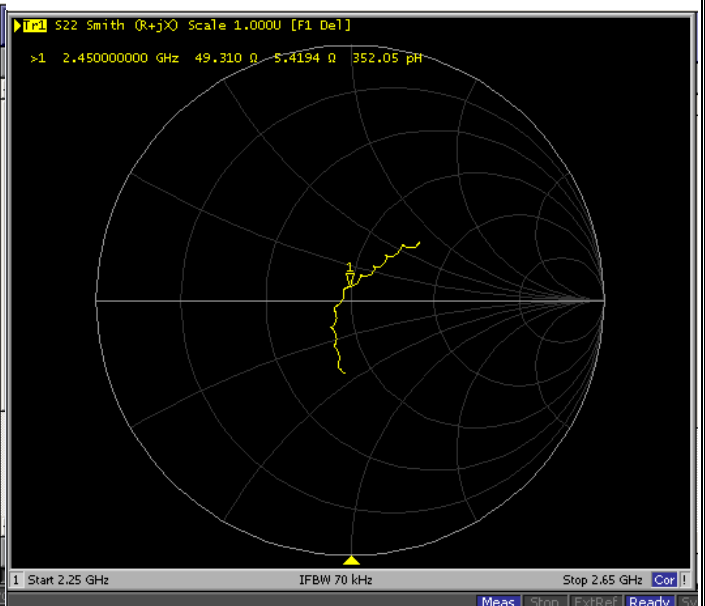 Tr1 S22 Smith (R+jX) Scale 1.000U [F1 Del]
>1 2.450000000 GHz 49.310 Ω 5.4194 Ω 352.05 pH
1
1 Start 2.25 GHz IFBW 70 kHz Stop 2.65 GHz Cor !
Meas Stop ExtRef Ready